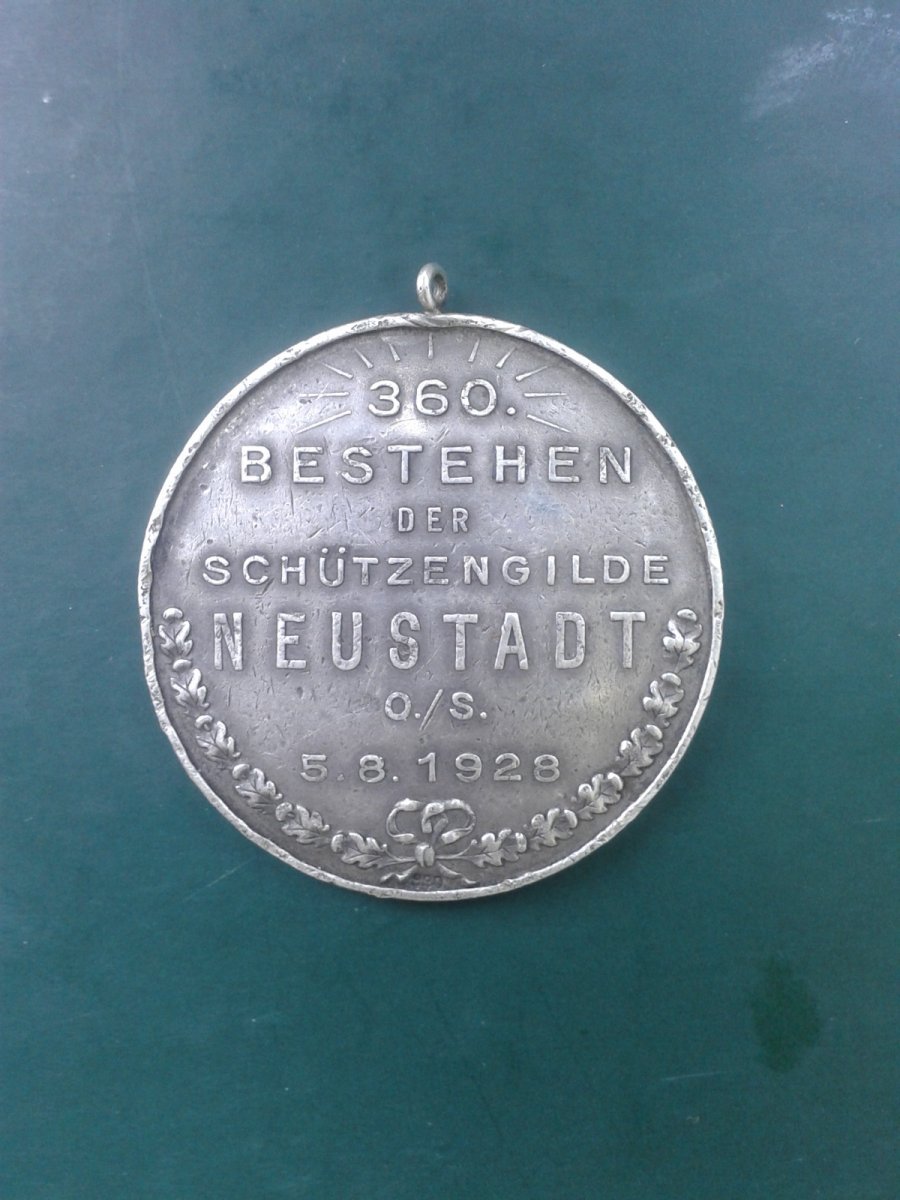 360.
BESTEHEN
DER
SCHÜTZENGILDE
NEUSTADT
O./S.
5.8.1928